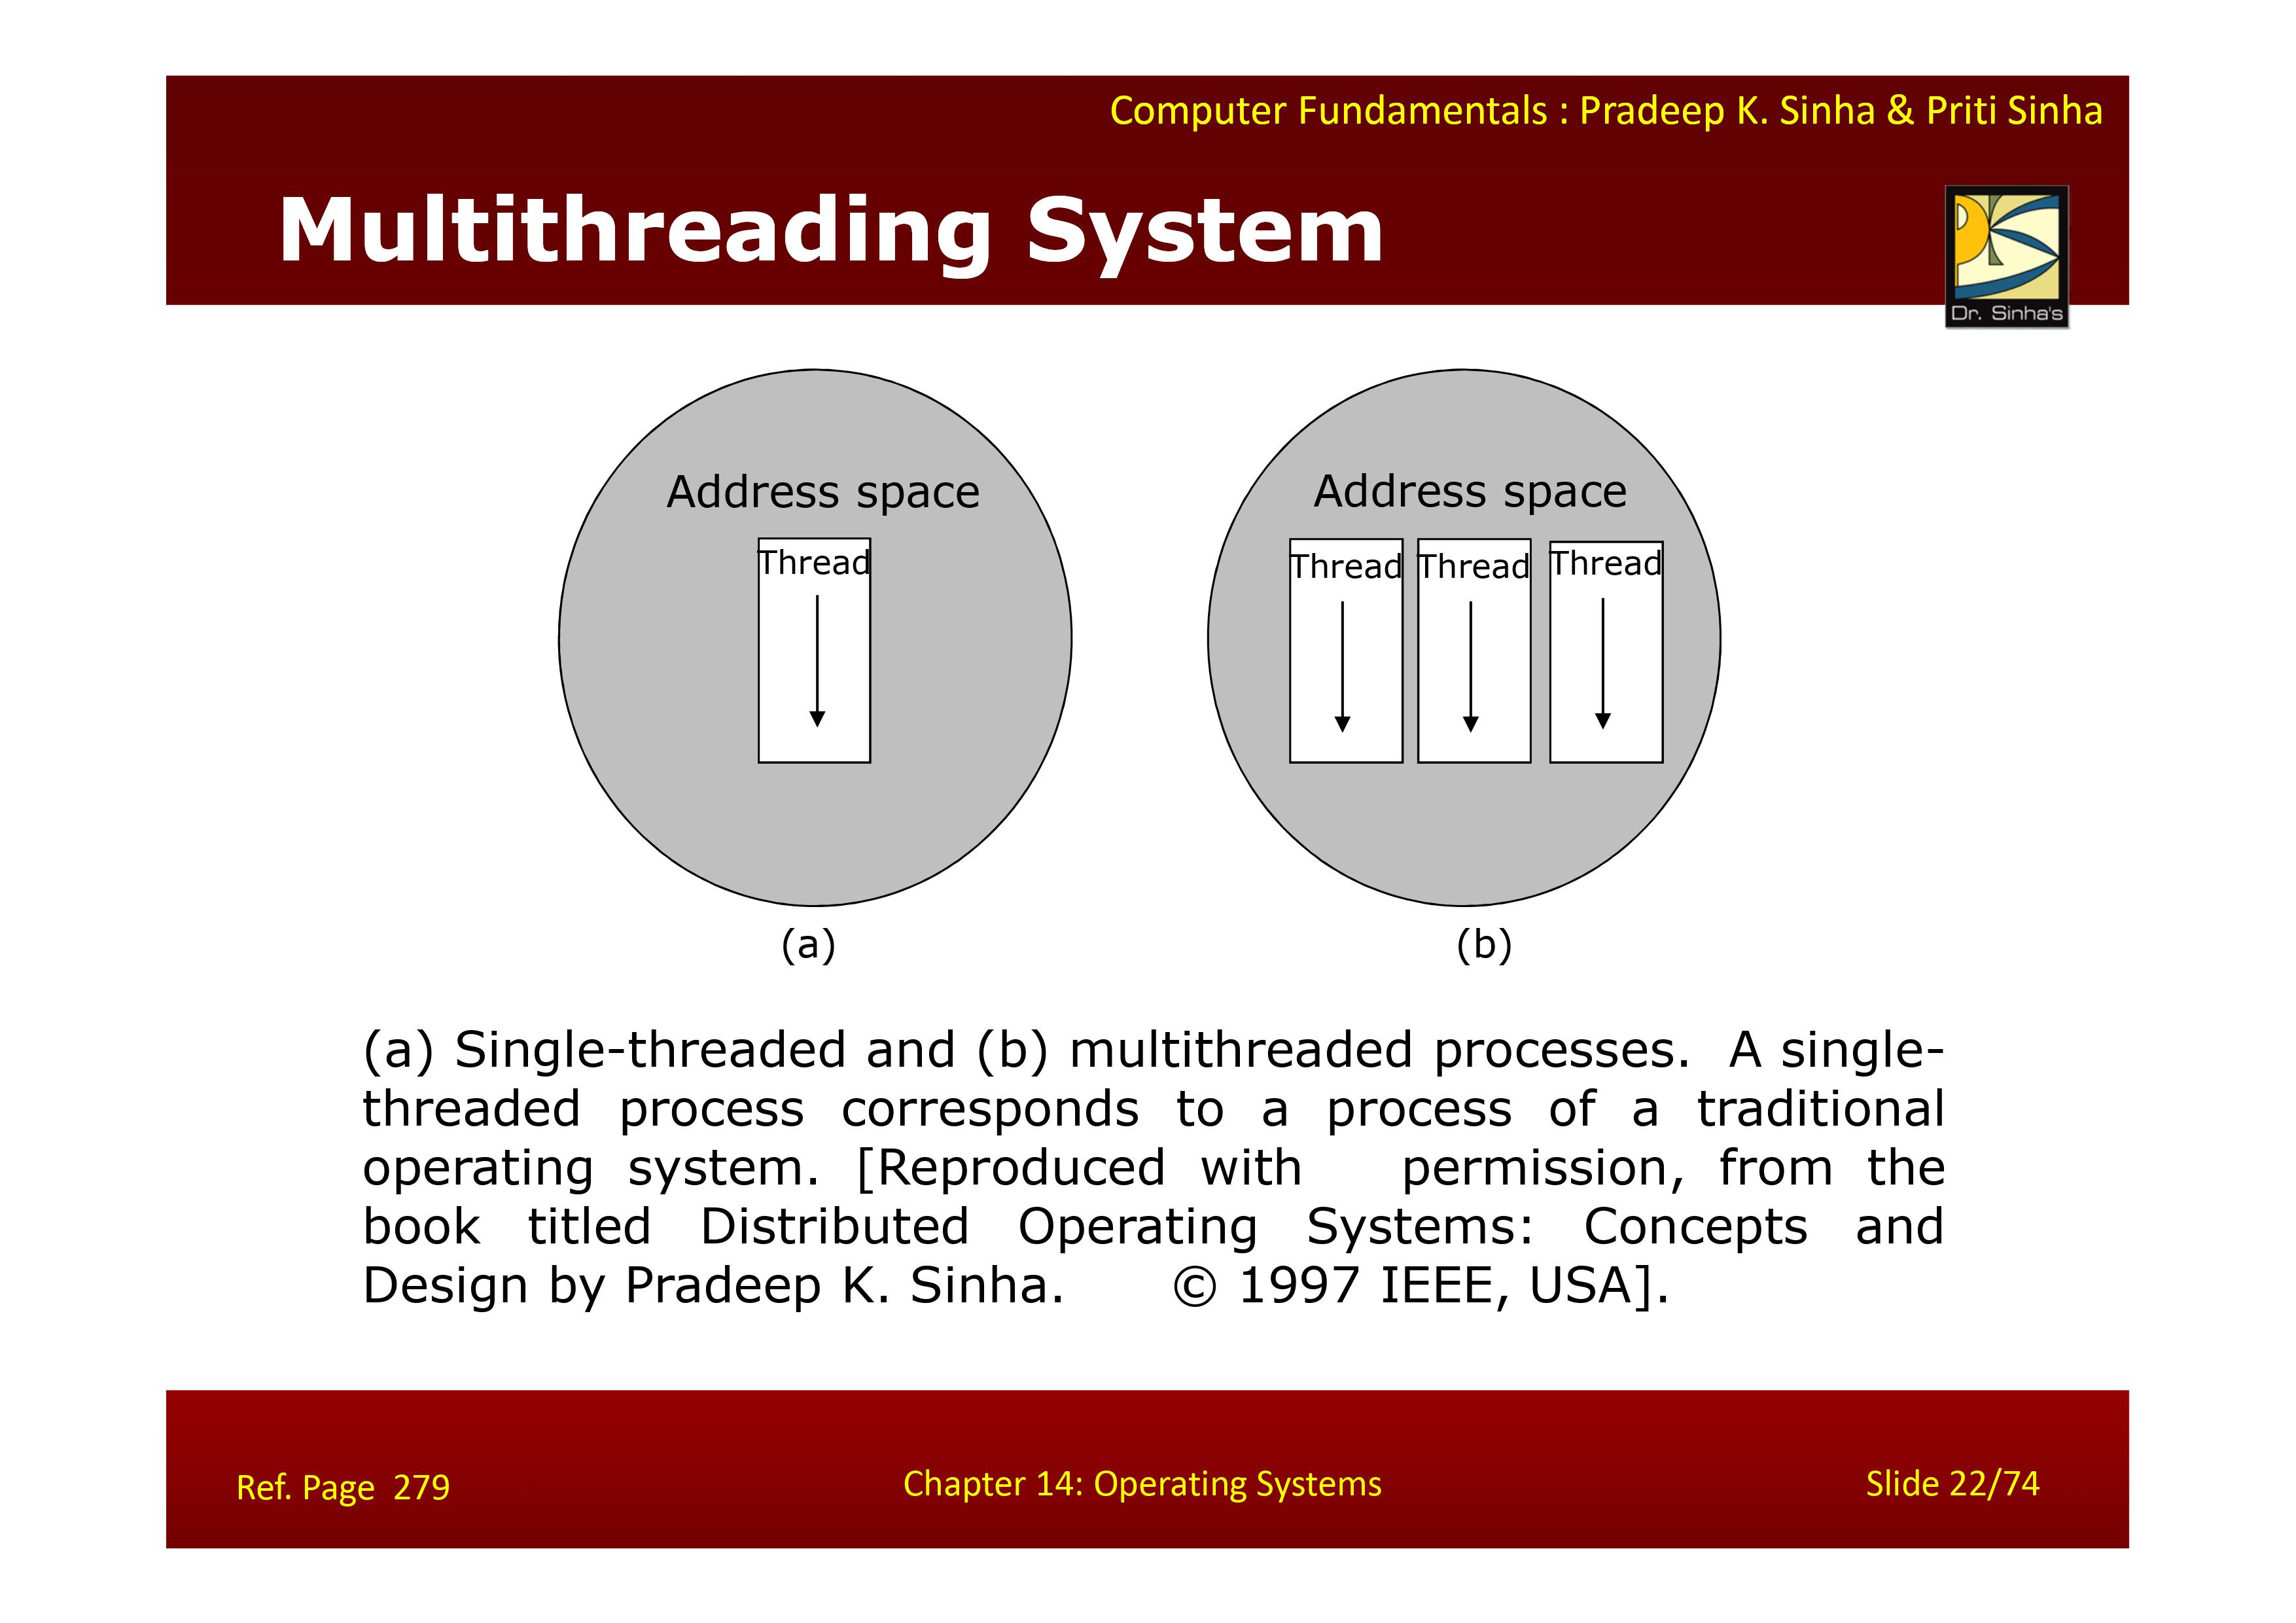 Computer Fundamentals : Pradeep K. Sinha & Priti Sinha
Multithreading System
Dr. Sinha's
Address space
Thread
(a)
Address space
Thread Thread Thread
(b)
(a) Single-threaded and (b) multithreaded processes. A single-
threaded process corresponds to a process of a traditional
operating system. [Reproduced with permission, from the
book titled Distributed Operating Systems: Concepts and
Design by Pradeep K. Sinha. © 1997 IEEE, USA].
Ref. Page 279
Chapter 14: Operating Systems
Slide 22/74